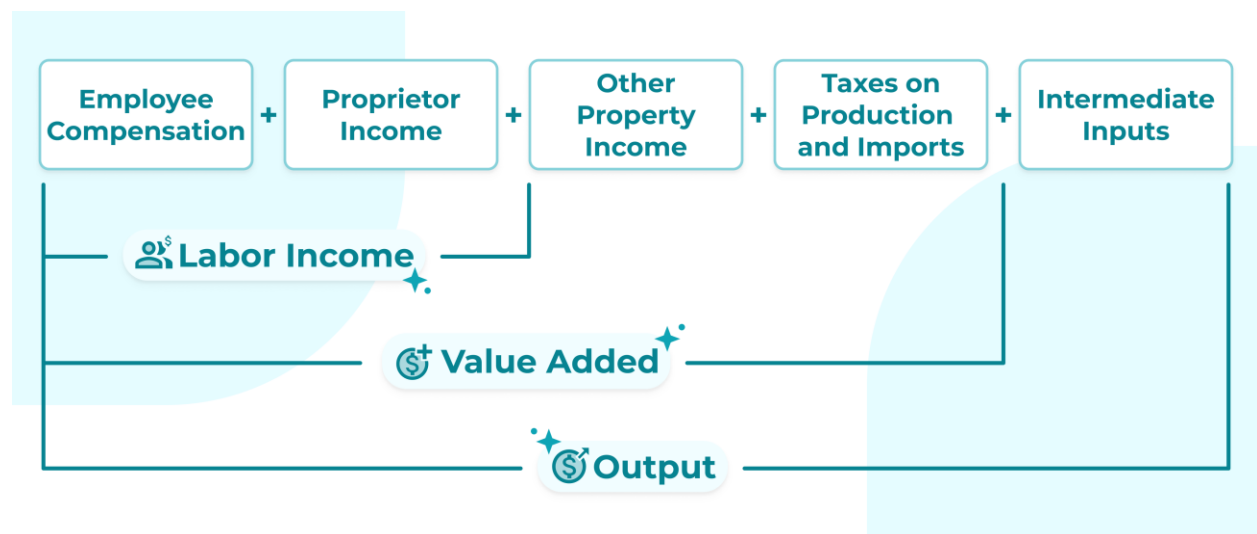 Employee
Compensation
+
Proprietor
Income
+
Other
Property
Income
+
Taxes on
Production
and Imports
+
Intermediate
Inputs
$
Labor Income
$+
Value Added
$
Output